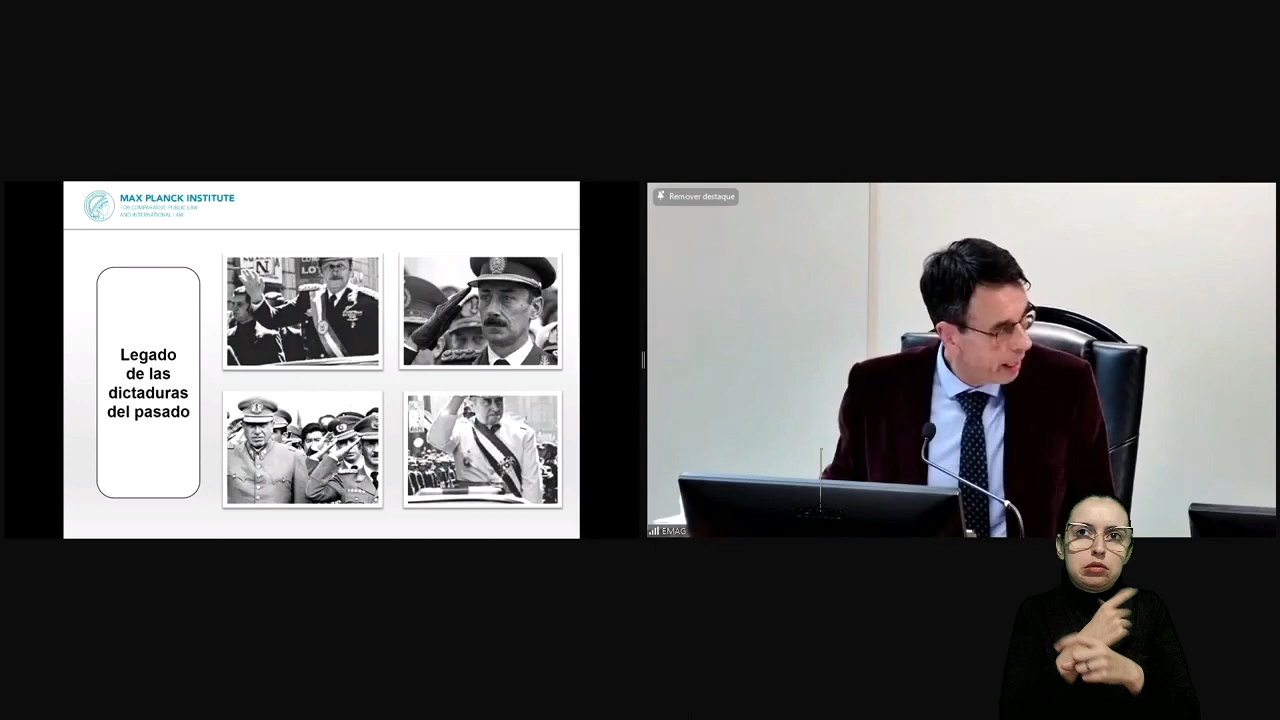 MAX PLANCK INSTITUTE
FOR COMPARATIVE PUBLIC LAW
AND INTERNATIONAL LAW
Legado
de las
dictaduras
del pasado
N
LO
Remover destaque
EMAG